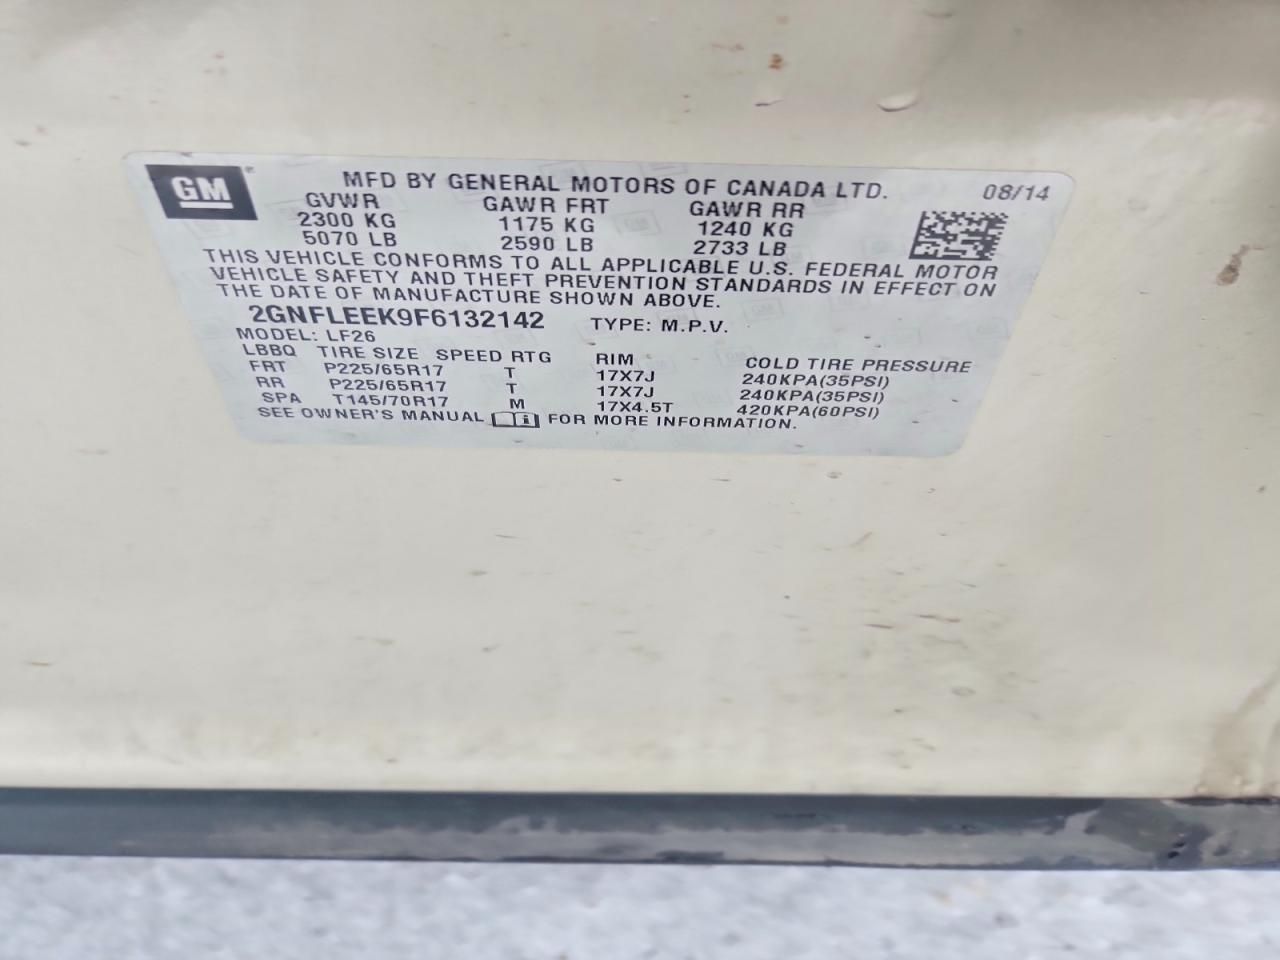 GM®
MFD BY GENERAL MOTORS OF CANADA LTD. 08/14
GVWR GAWR FRT GAWR RR
2300 KG 1175 KG 1240 KG
5070 LB 2590 LB 2733 LB
THIS VEHICLE CONFORMS TO ALL APPLICABLE U.S. FEDERAL MOTOR
VEHICLE SAFETY AND THEFT PREVENTION STANDARDS IN EFFECT ON
THE DATE OF MANUFACTURE SHOWN ABOVE.
2GNFLEEK9F6132142 TYPE: M.P.V.
MODEL: LF26
LBBQ TIRE SIZE SPEED RTG RIM COLD TIRE PRESSURE
FRT P225/65R17 T 17X7J 240KPA(35PSI)
RR P225/65R17 T 17X7J 240KPA(35PSI)
SPA T145/70R17 M 17X4.5T 420KPA(60PSI)
SEE OWNER'S MANUAL i FOR MORE INFORMATION.